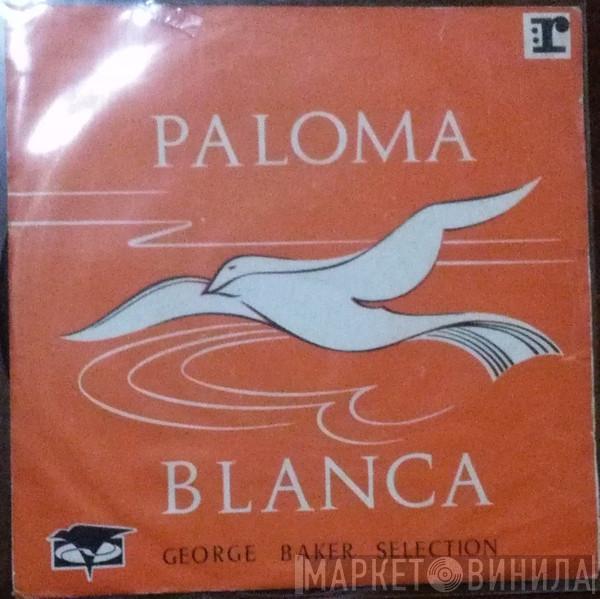 :r
PALOMA
BLANCA
GEORGE BAKER SELECTION
МАРКЕТ ВИНИЛА